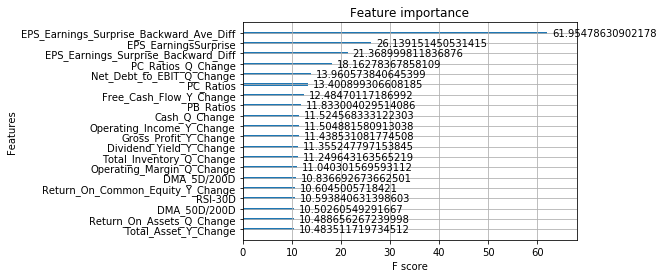 Feature importance
EPS_Earnings_Surprise_Backward_Ave_Diff 61.95478630902178
EPS_EarningsSurprise 26.139151450531415
EPS_Earnings_Surprise_Backward_Diff 21.368999811836876
PC_Ratios_Q_Change 18.16278367858109
Net_Debt_to_EBIT_Q_Change 13.960573840645399
PC_Ratios 13.400899306608185
Free_Cash_Flow_Y_Change 12.48470117186992
PB_Ratios 11.833004029514086
Cash_Q_Change 11.524568333122303
Operating_Income_Y_Change 11.504881580913038
Gross_Profit_Y_Change 11.438531081774508
Dividend_Yield_Y_Change 11.355247797153845
Total_Inventory_Q_Change 11.249643163565219
Operating_Margin_Q_Change 11.040301569593112
DMA_5D/200D 10.836692673662501
Return_On_Common_Equity_Y_Change 10.6045005718421
RSI-30D 10.593840631398603
DMA_50D/200D 10.50260549291667
Return_On_Assets_Q_Change 10.488656267239998
Total_Asset_Y_Change 10.483511719734512
Features
0 10 20 30 40 50 60
F score